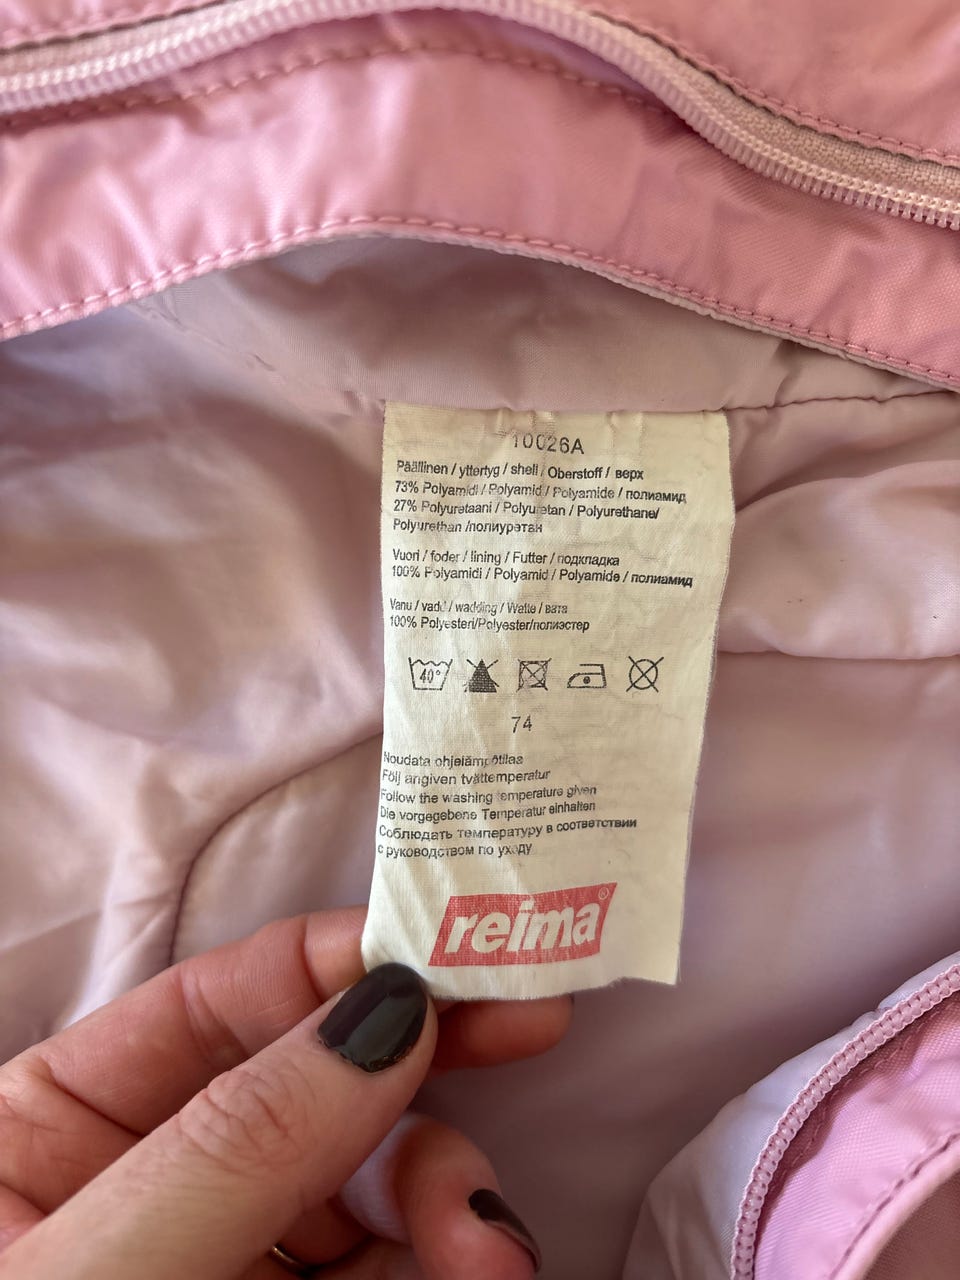 10026A
Päällinen / yttertyg / shell / Oberstoff / верх
73% Polyamidi / Polyamid / Polyamide / полиамид
27% Polyuretaani / Polyuretan / Polyurethane/
Polyurethan /полиуретан
Vuori / foder / lining / Futter / подкладка
100% Polyamidi / Polyamid / Polyamide / полиамид
Vanu / vadd / wadding / Watte / вата
100% Polyesteri/Polyester/полиэстер
40°
74
Noudata ohjelämpötilaa
Följ angiven tvättemperatur
Follow the washing temperature given
Die vorgegebene Temperatur einhalten
Соблюдать температуру в соответствии
с руководством по уходу
reima®